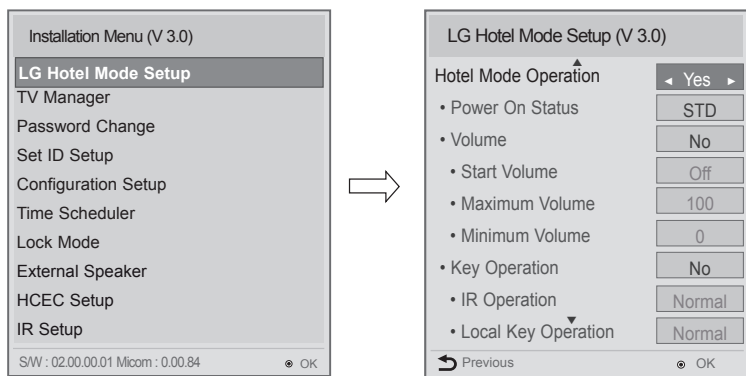 Installation Menu (V 3.0)
LG Hotel Mode Setup
TV Manager
Password Change
Set ID Setup
Configuration Setup
Time Scheduler
Lock Mode
External Speaker
HCEC Setup
IR Setup
S/W : 02.00.00.01 Micom : 0.00.84 ◉ OK
LG Hotel Mode Setup (V 3.0)
Hotel Mode Operation ◂ Yes ▸
• Power On Status STD
• Volume No
• Start Volume Off
• Maximum Volume 100
• Minimum Volume 0
• Key Operation No
• IR Operation Normal
• Local Key Operation Normal
Previous ◉ OK